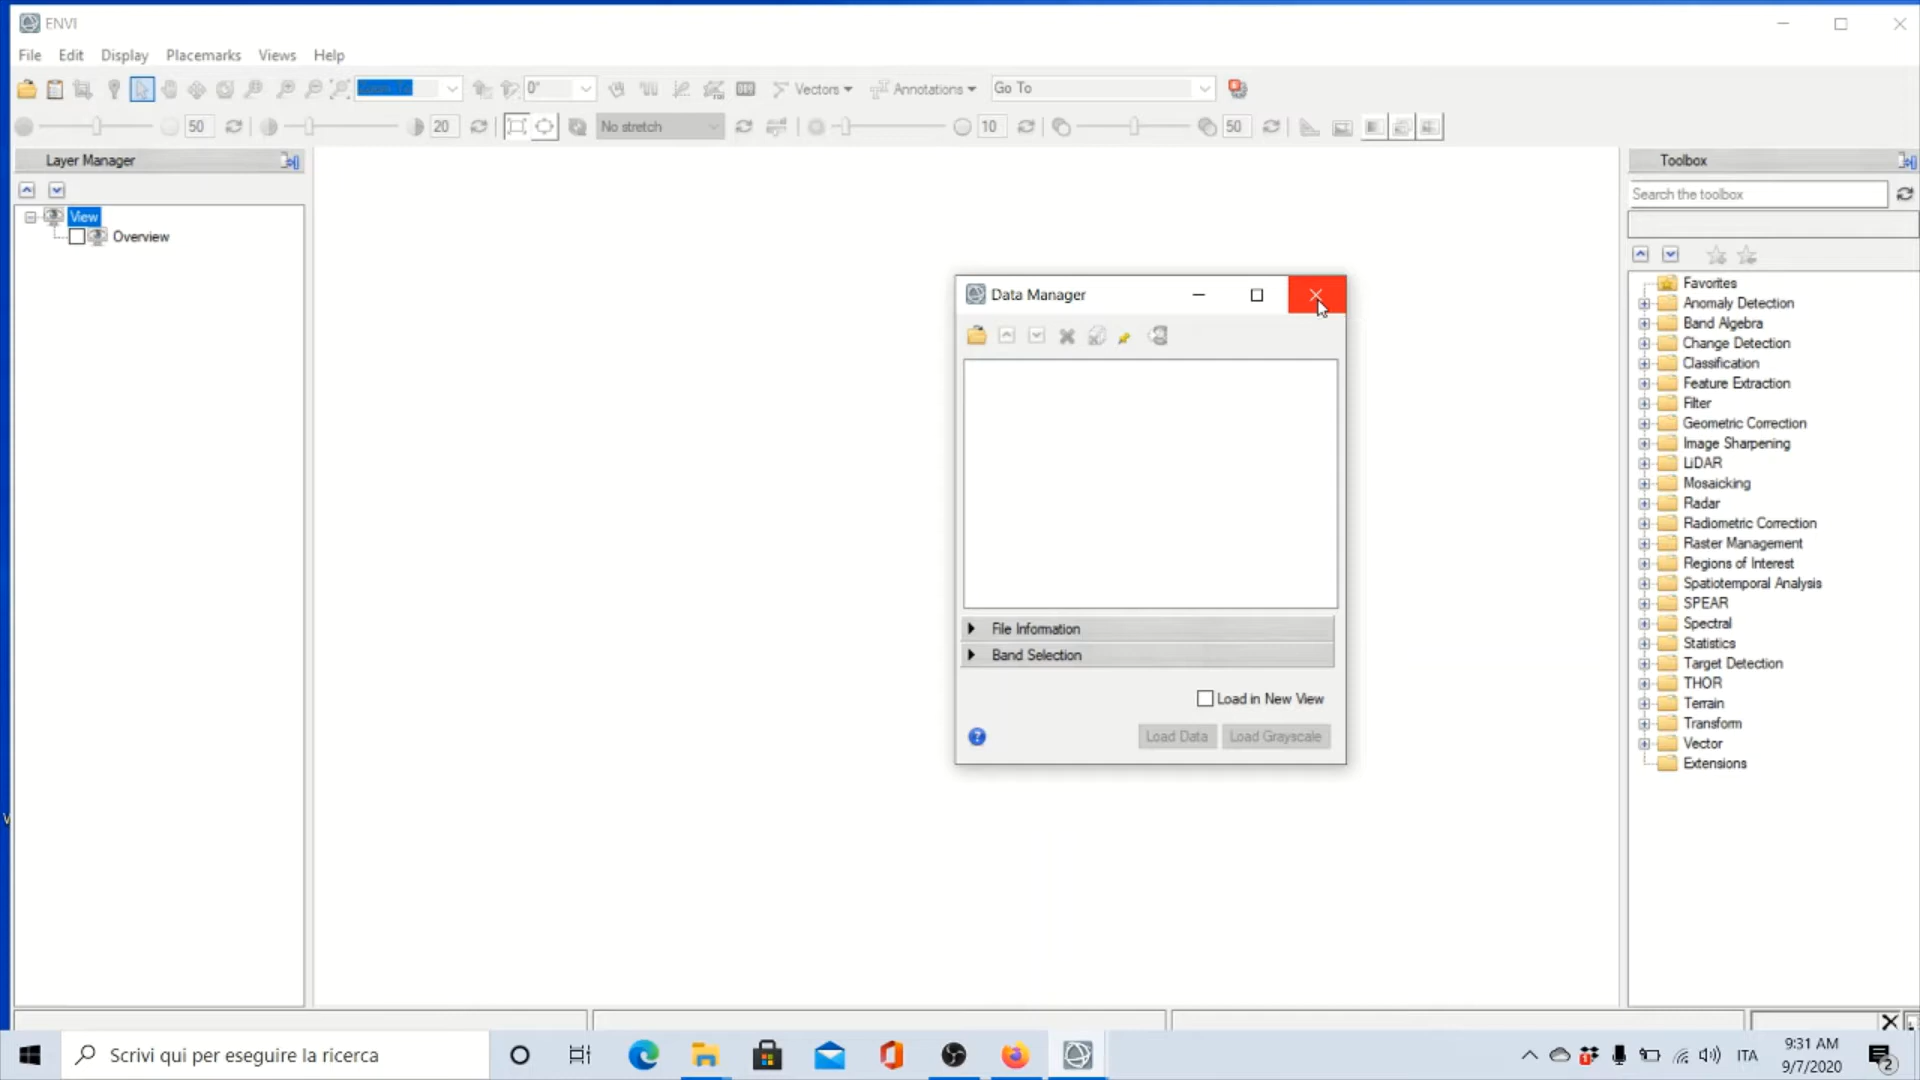 ENVI
File Edit Display Placemarks Views Help
0° Vectors Annotations Go To
50 20 No stretch 10 50
Layer Manager
View
Overview
Data Manager
File Information
Band Selection
Load in New View
Load Data Load Grayscale
Toolbox
Search the toolbox
Favorites
Anomaly Detection
Band Algebra
Change Detection
Classification
Feature Extraction
Filter
Geometric Correction
Image Sharpening
LiDAR
Mosaicking
Radar
Radiometric Correction
Raster Management
Regions of Interest
Spatiotemporal Analysis
SPEAR
Spectral
Statistics
Target Detection
THOR
Terrain
Transform
Vector
Extensions
Scrivi qui per eseguire la ricerca
ITA
9:31 AM
9/7/2020
2